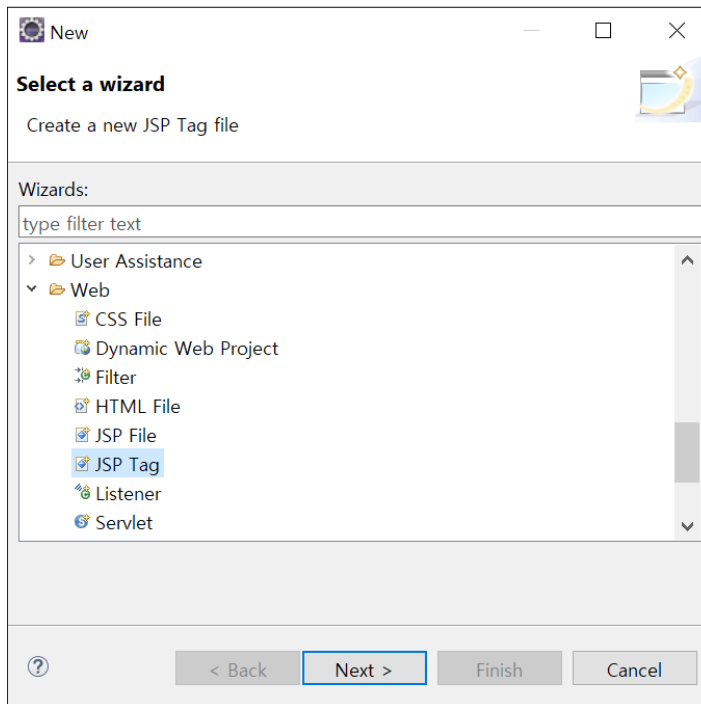 New
Select a wizard
Create a new JSP Tag file
Wizards:
type filter text
User Assistance
Web
CSS File
Dynamic Web Project
Filter
HTML File
JSP File
JSP Tag
Listener
Servlet
? < Back Next > Finish Cancel